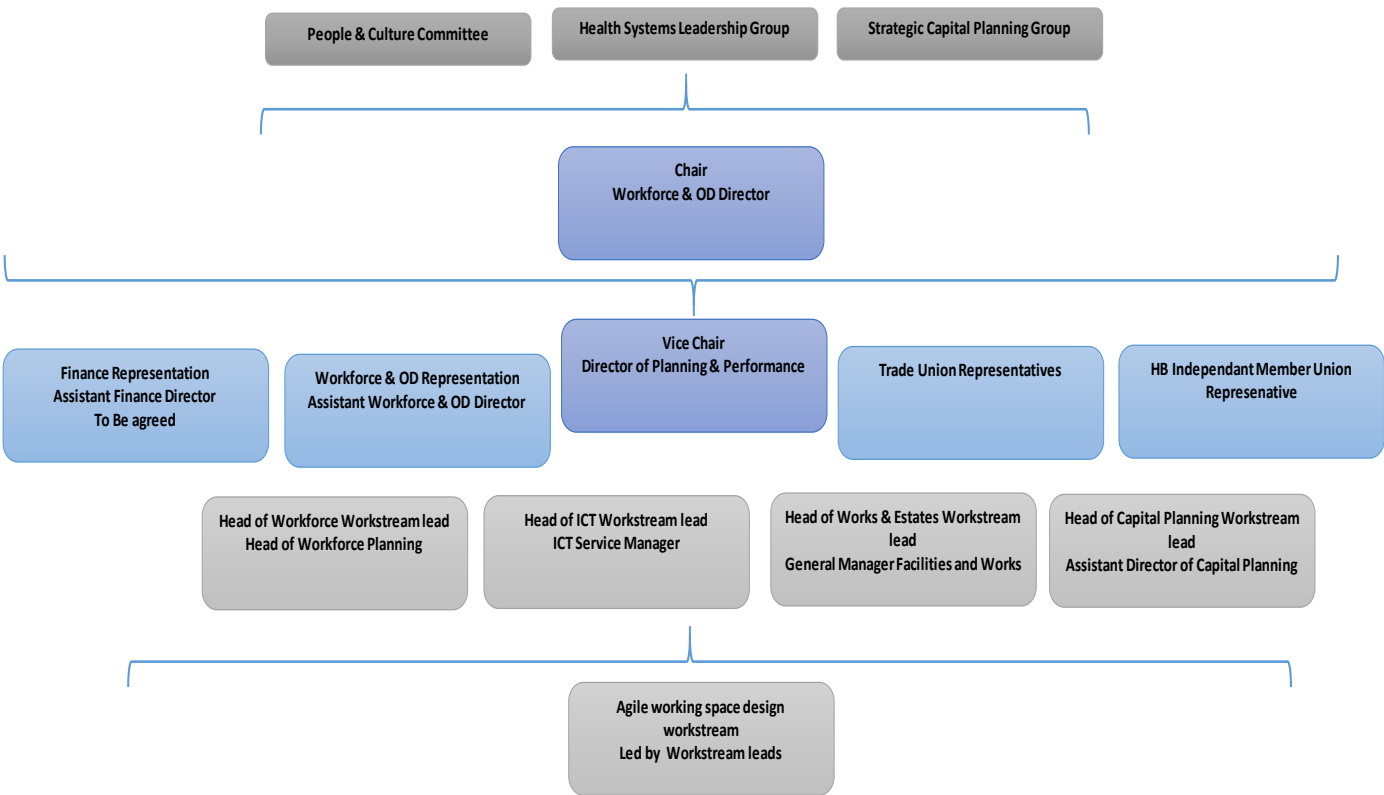 People & Culture Committee
Health Systems Leadership Group
Strategic Capital Planning Group
Chair
Workforce & OD Director
Vice Chair
Director of Planning & Performance
Finance Representation
Assistant Finance Director
To Be agreed
Workforce & OD Representation
Assistant Workforce & OD Director
Trade Union Representatives
HB Independant Member Union
Represenative
Head of Workforce Workstream lead
Head of Workforce Planning
Head of ICT Workstream lead
ICT Service Manager
Head of Works & Estates Workstream
lead
General Manager Facilities and Works
Head of Capital Planning Workstream
lead
Assistant Director of Capital Planning
Agile working space design
workstream
Led by Workstream leads